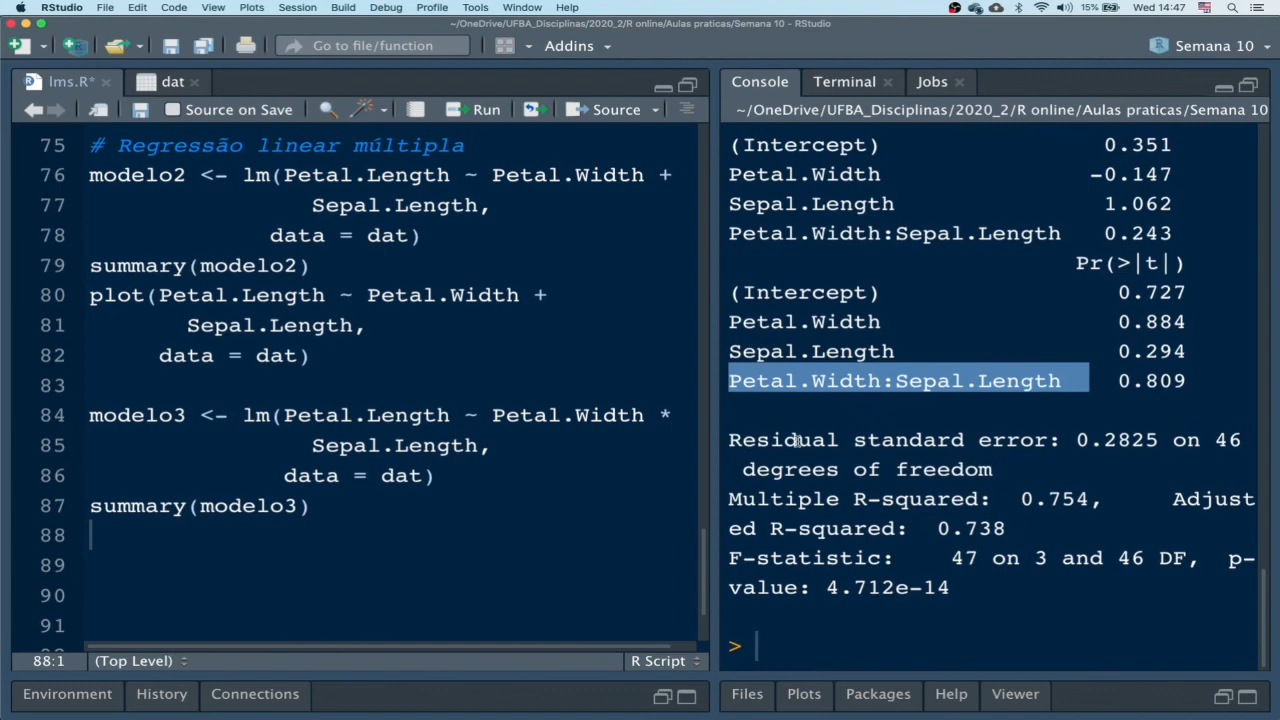 RStudio File Edit Code View Plots Session Build Debug Profile Tools Window Help 15% Wed 14:47
~/OneDrive/UFBA_Disciplinas/2020_2/R online/Aulas praticas/Semana 10 - RStudio
Go to file/function Addins Semana 10
lms.R* dat
Source on Save Run Source
75 # Regressão linear múltipla
76 modelo2 <- lm(Petal.Length ~ Petal.Width +
77 Sepal.Length,
78 data = dat)
79 summary(modelo2)
80 plot(Petal.Length ~ Petal.Width +
81 Sepal.Length,
82 data = dat)
83
84 modelo3 <- lm(Petal.Length ~ Petal.Width *
85 Sepal.Length,
86 data = dat)
87 summary(modelo3)
88
89
90
91
88:1 (Top Level) R Script
Environment History Connections
Console Terminal Jobs
~/OneDrive/UFBA_Disciplinas/2020_2/R online/Aulas praticas/Semana 10
(Intercept) 0.351
Petal.Width -0.147
Sepal.Length 1.062
Petal.Width:Sepal.Length 0.243
Pr(>|t|)
(Intercept) 0.727
Petal.Width 0.884
Sepal.Length 0.294
Petal.Width:Sepal.Length 0.809
Residual standard error: 0.2825 on 46
degrees of freedom
Multiple R-squared: 0.754, Adjust
ed R-squared: 0.738
F-statistic: 47 on 3 and 46 DF, p-
value: 4.712e-14
>
Files Plots Packages Help Viewer